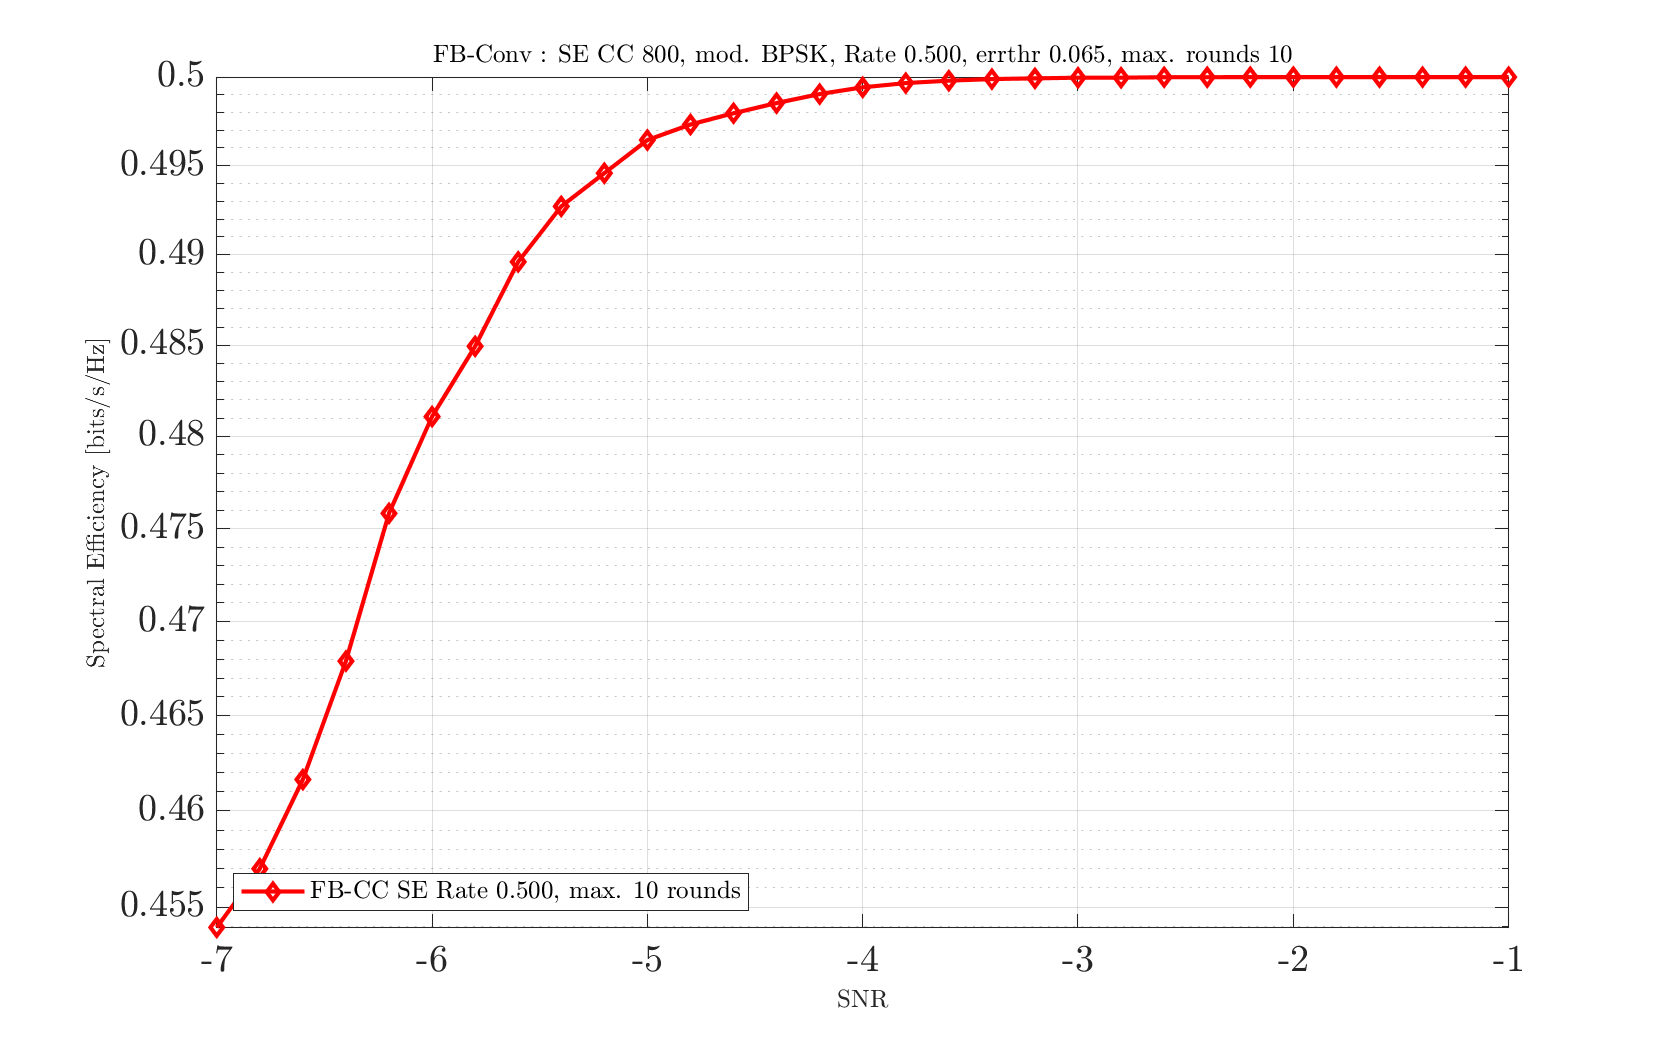 FB-Conv : SE CC 800, mod. BPSK, Rate 0.500, errthr 0.065, max. rounds 10
0.5
0.495
0.49
0.485
0.48
0.475
0.47
0.465
0.46
0.455
Spectral Efficiency [bits/s/Hz]
FB-CC SE Rate 0.500, max. 10 rounds
-7 -6 -5 -4 -3 -2 -1
SNR